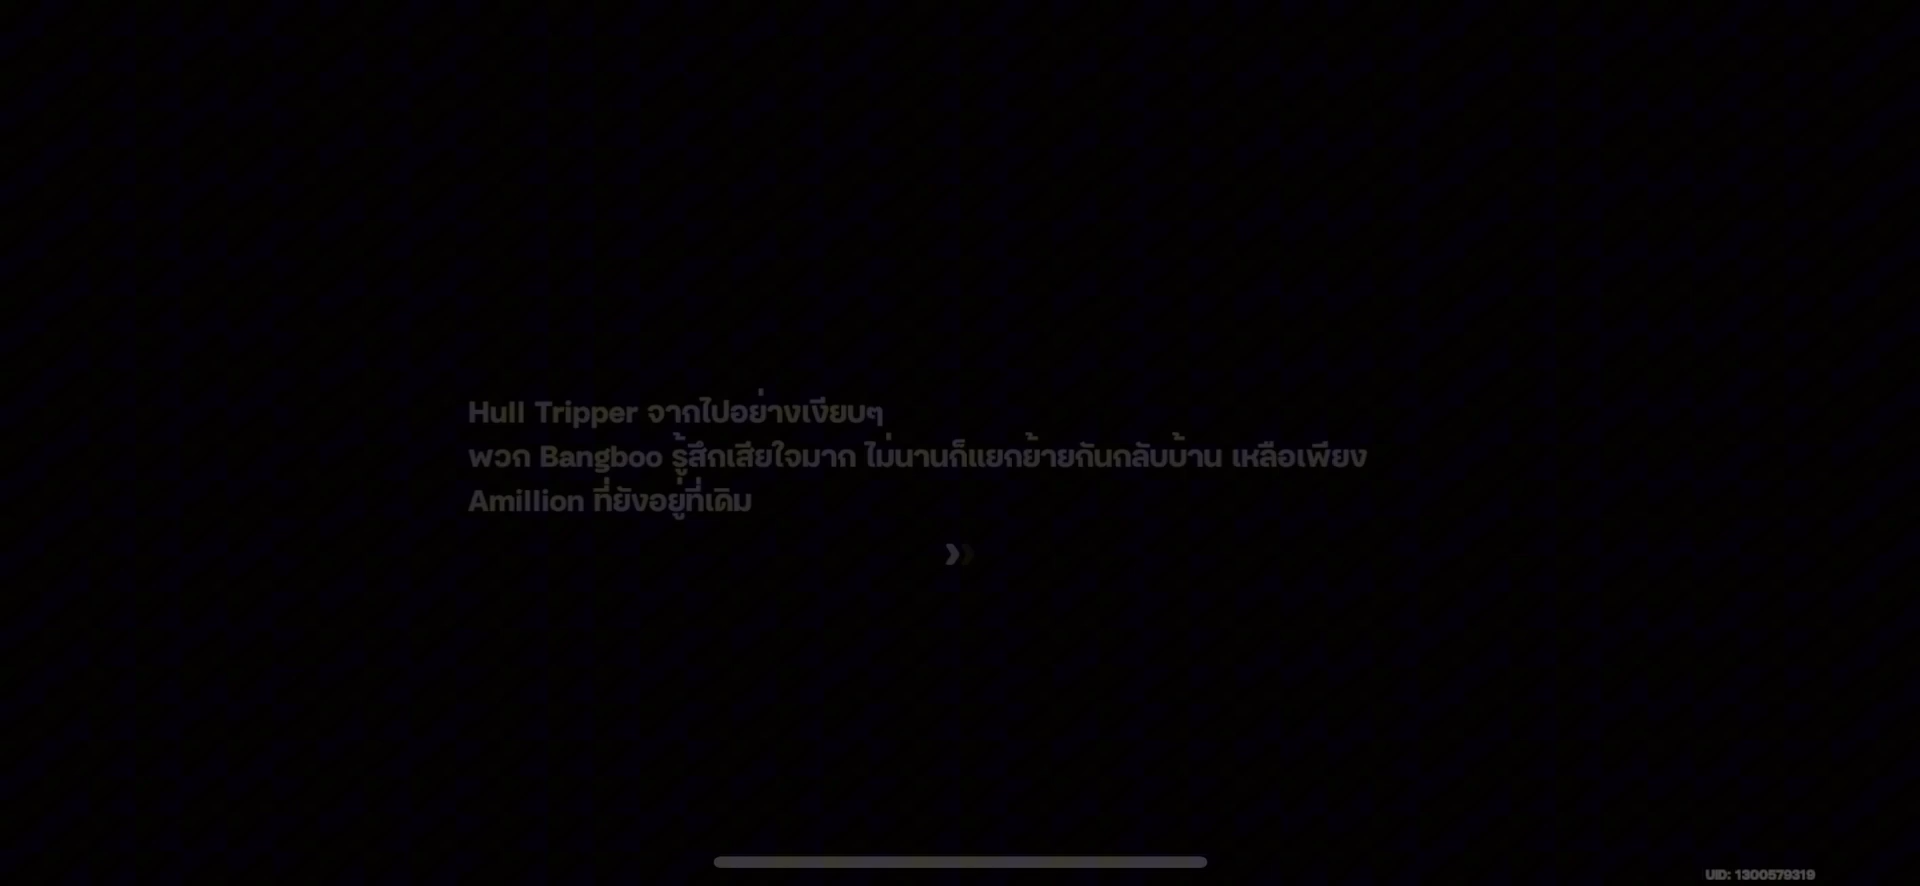 Hull Tripper จากไปอย่างเงียบๆ
พวก Bangboo รู้สึกเสียใจมาก ไม่นานก็แยกย้ายกันกลับบ้าน เหลือเพียง
Amillion ที่ยังอยู่ที่เดิม
UID: 1300579319